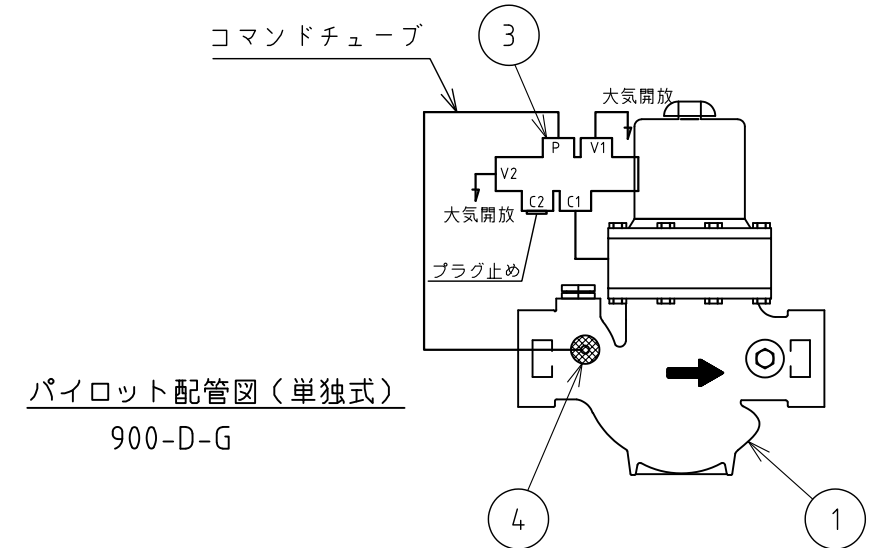 コマンドチューブ
3
大気開放
P
V1
V2
C2
C1
大気開放
プラグ止め
パイロット配管図(単独式)
900-D-G
4
1